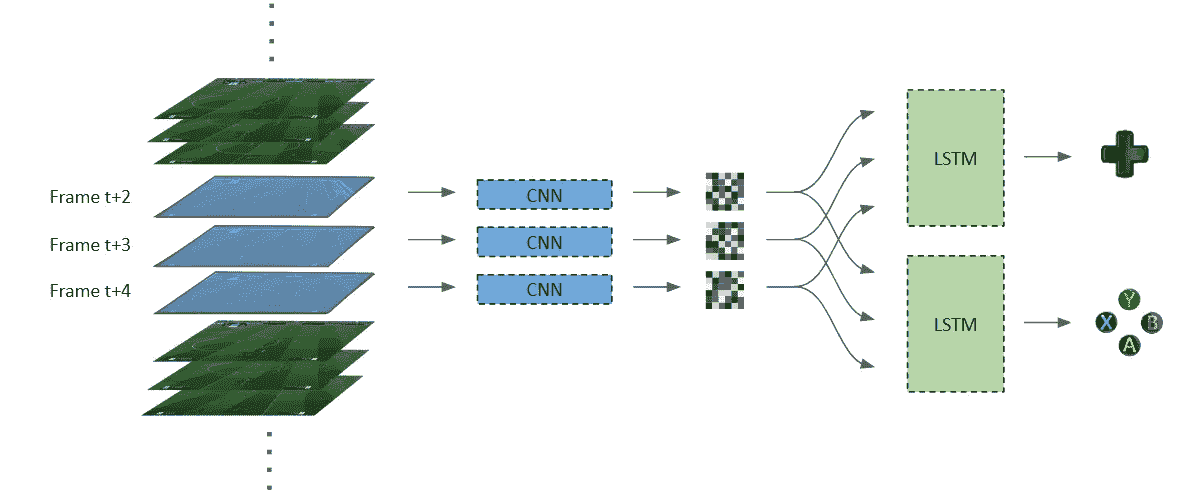 Frame t+2
Frame t+3
Frame t+4
CNN
CNN
CNN
LSTM
LSTM
Y
X
B
A